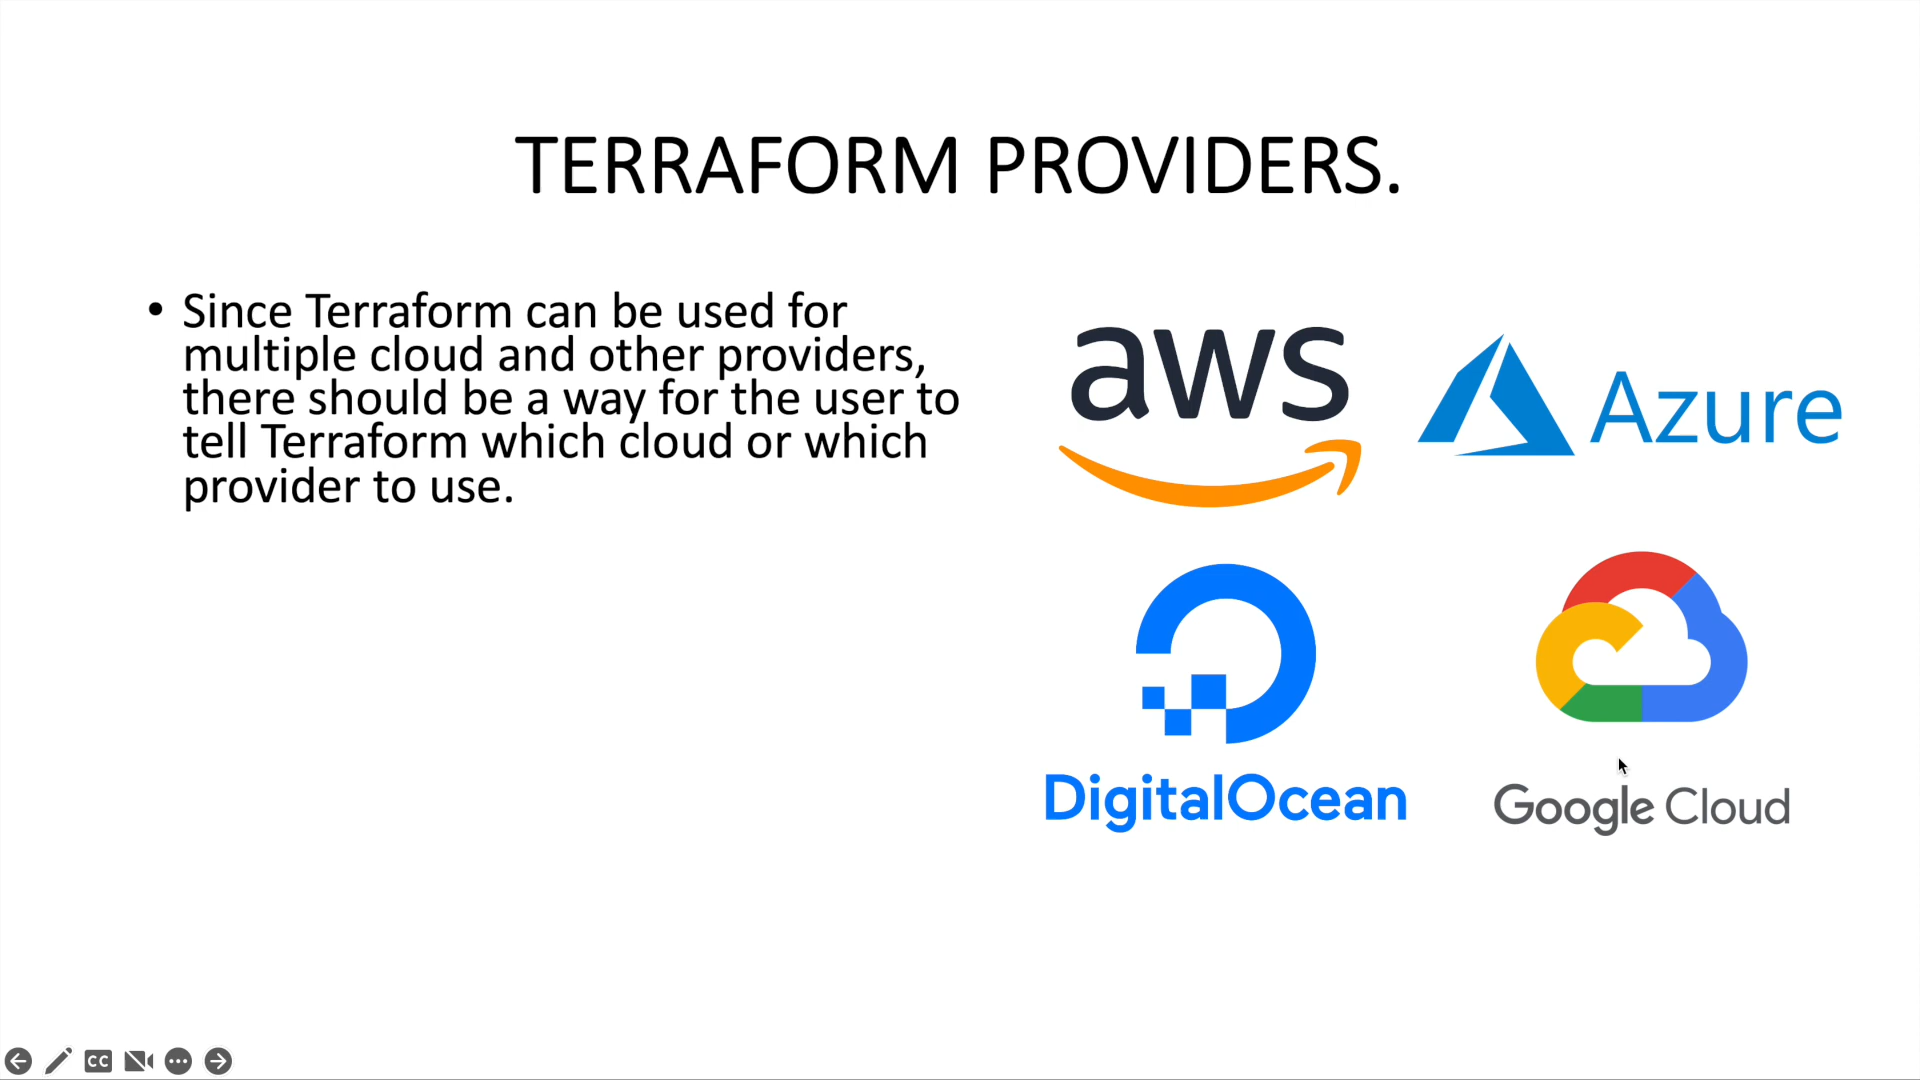 TERRAFORM PROVIDERS.
• Since Terraform can be used for
multiple cloud and other providers,
there should be a way for the user to
tell Terraform which cloud or which
provider to use.
aws
Azure
DigitalOcean
Google Cloud
CC